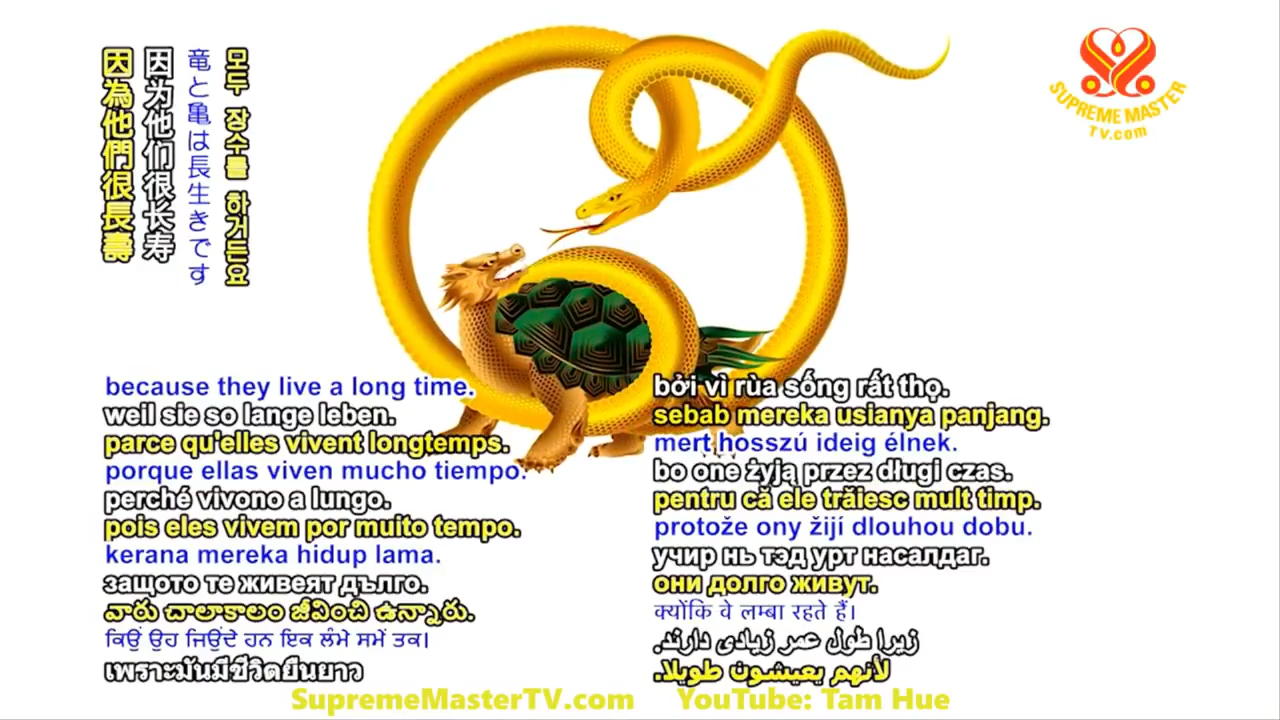 因為他們很長壽
因为他们很长寿
竜と亀は長生きです
모두 장수를 하거든요
SUPREME MASTER
TV.com
because they live a long time.
weil sie so lange leben.
parce qu'elles vivent longtemps.
porque ellas viven mucho tiempo.
perché vivono a lungo.
pois eles vivem por muito tempo.
kerana mereka hidup lama.
защото те живеят дълго.
వారు చాలాకాలం జీవించి ఉన్నారు.
ਕਿਉਂ ਉਹ ਜਿਉਂਦੇ ਹਨ ਇਕ ਲੰਮੇ ਸਮੇਂ ਤਕ।
เพราะมันมีชีวิตยืนยาว
bởi vì rùa sống rất thọ.
sebab mereka usianya panjang.
mert hosszú ideig élnek.
bo one żyją przez długi czas.
pentru că ele trăiesc mult timp.
protože ony žijí dlouhou dobu.
учир нь тэд урт насалдаг.
они долго живут.
क्योंकि वे लम्बा रहते हैं।
زیرا طول عمر زیادی دارند.
لأنهم يعيشون طويلا.
SupremeMasterTV.com YouTube: Tam Hue